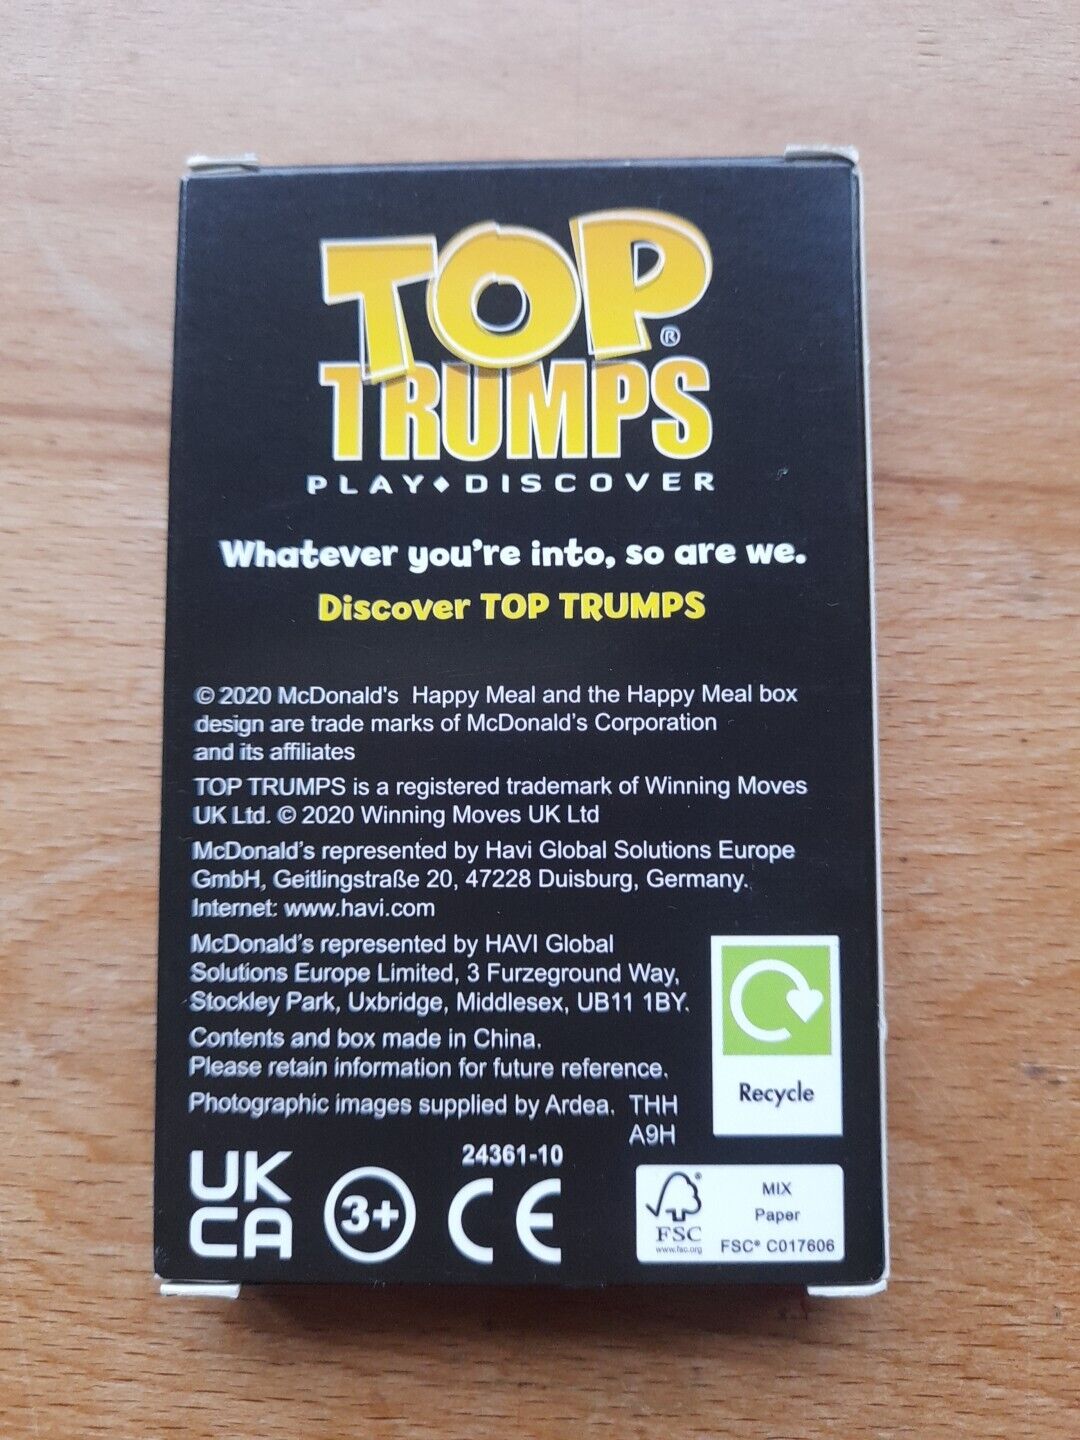 TOP®
TRUMPS
PLAY◆DISCOVER
Whatever you're into, so are we.
Discover TOP TRUMPS
© 2020 McDonald's Happy Meal and the Happy Meal box
design are trade marks of McDonald's Corporation
and its affiliates
TOP TRUMPS is a registered trademark of Winning Moves
UK Ltd. © 2020 Winning Moves UK Ltd
McDonald's represented by Havi Global Solutions Europe
GmbH, Geitlingstraße 20, 47228 Duisburg, Germany.
Internet: www.havi.com
McDonald's represented by HAVI Global
Solutions Europe Limited, 3 Furzeground Way,
Stockley Park, Uxbridge, Middlesex, UB11 1BY.
Contents and box made in China.
Please retain information for future reference.
Photographic images supplied by Ardea. THH
A9H
Recycle
24361-10
UK
CA
3+
CE
FSC
www.fsc.org
MIX
Paper
FSC® C017606